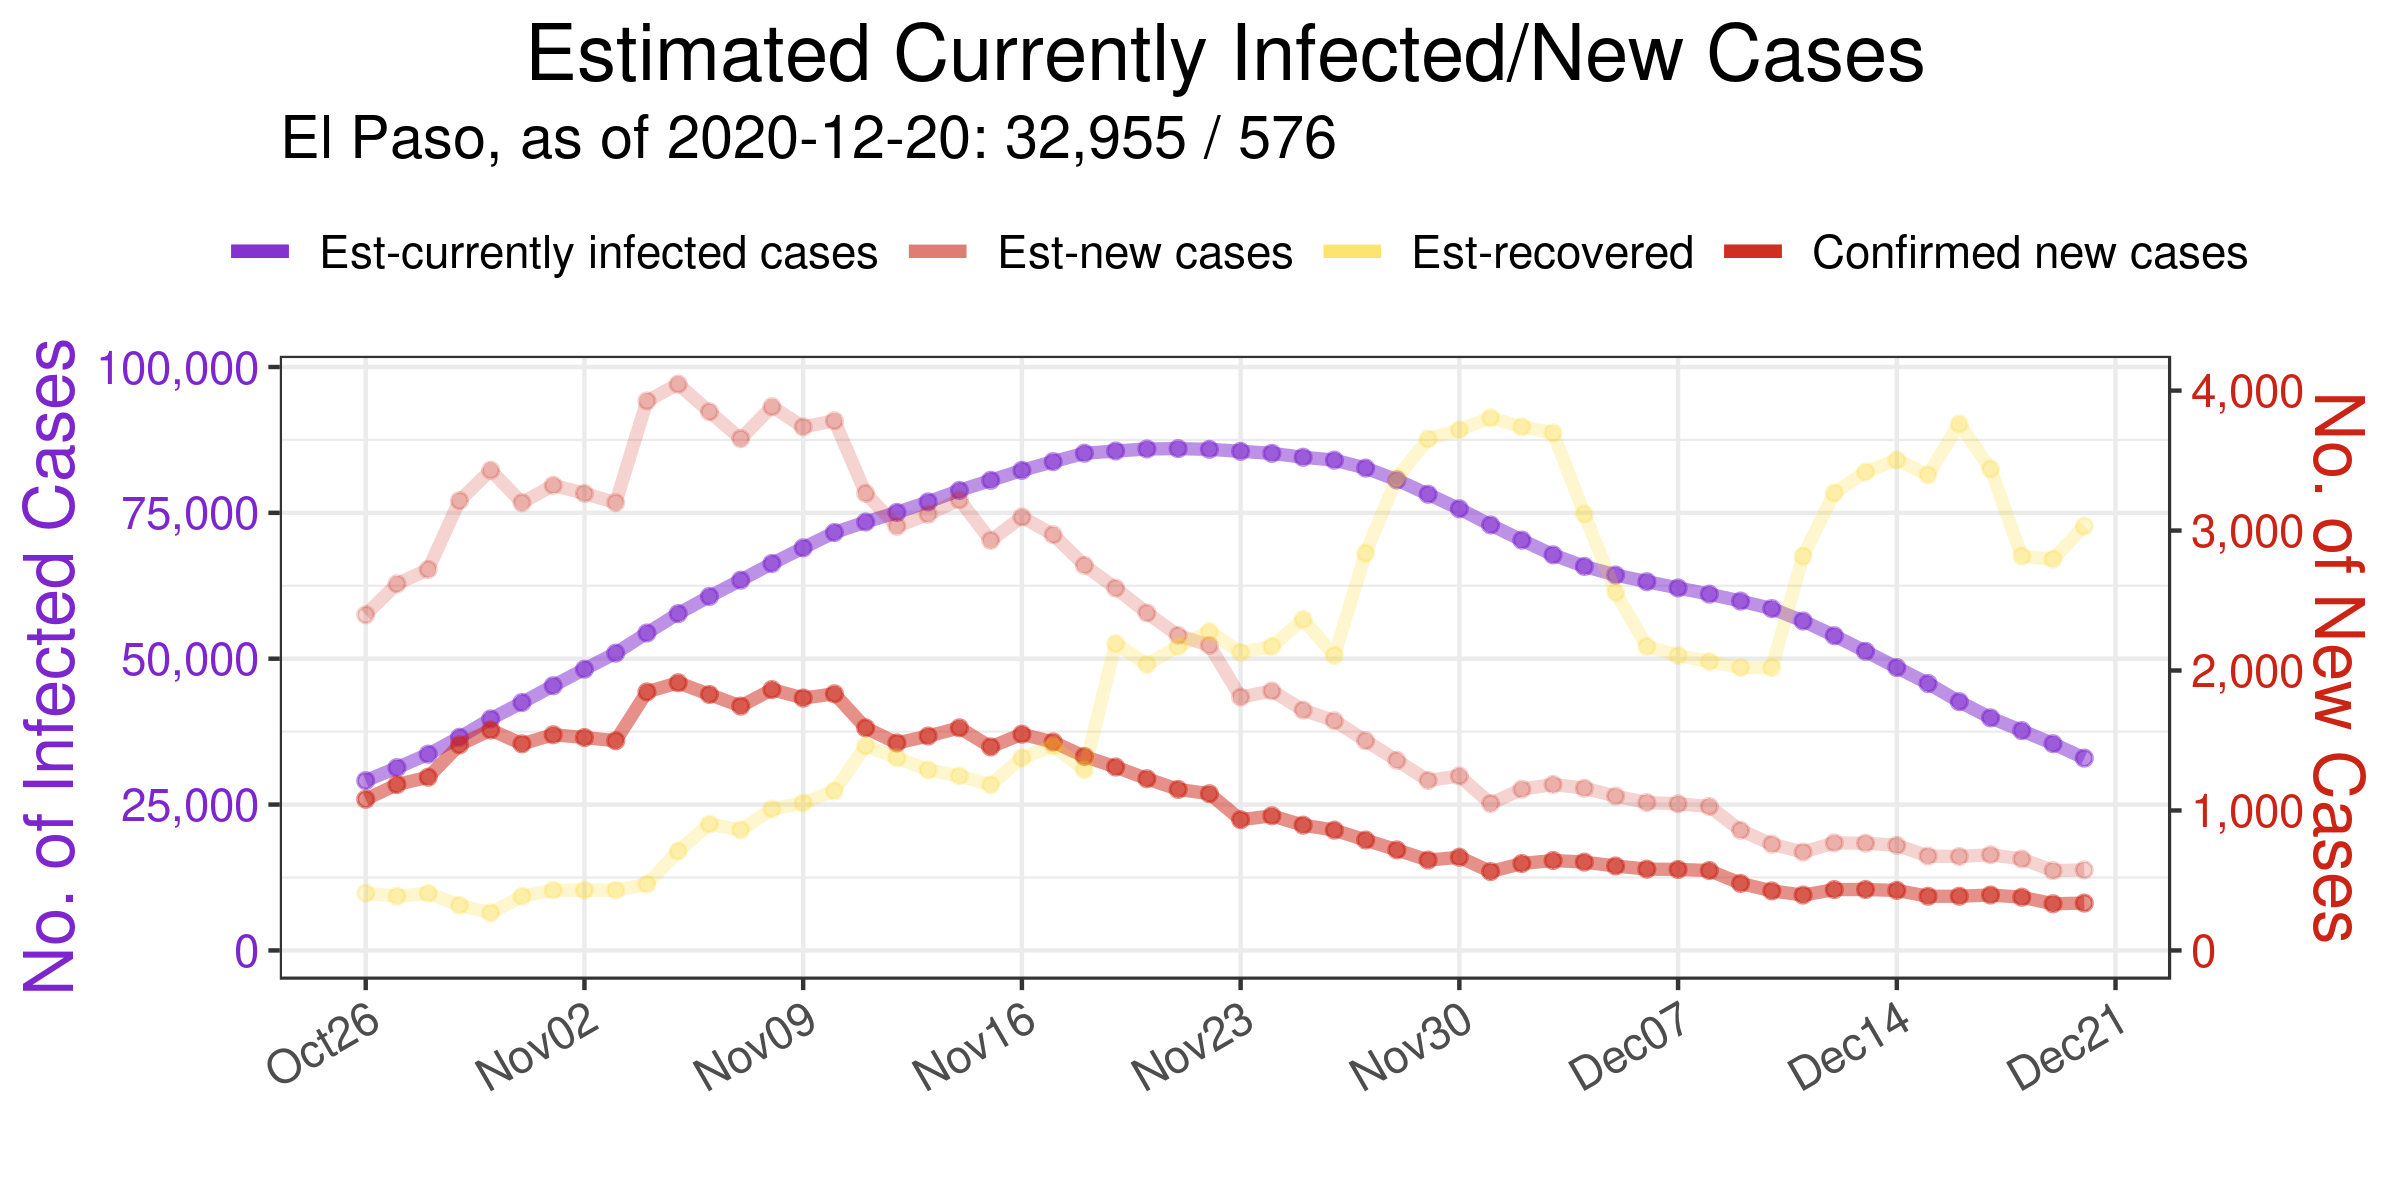 Estimated Currently Infected/New Cases
El Paso, as of 2020-12-20: 32,955 / 576
Est-currently infected cases Est-new cases Est-recovered Confirmed new cases
No. of Infected Cases
100,000
75,000
50,000
25,000
0
4,000
3,000
2,000
1,000
0
No. of New Cases
Oct26 Nov02 Nov09 Nov16 Nov23 Nov30 Dec07 Dec14 Dec21